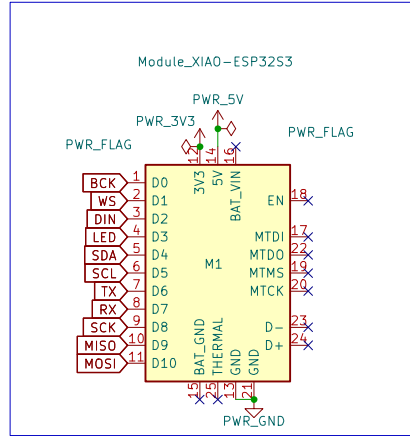 Module_XIAO-ESP32S3
PWR_5V
PWR_3V3
PWR_FLAG
PWR_FLAG
12
14
16
3V3
5V
BAT_VIN
BCK 1 D0
WS 2 D1
DIN 3 D2
LED 4 D3
SDA 5 D4
SCL 6 D5
TX 7 D6
RX 8 D7
SCK 9 D8
MISO 10 D9
MOSI 11 D10
M1
EN 18
MTDI 17
MTDO 22
MTMS 19
MTCK 20
D- 23
D+ 24
BAT_GND
THERMAL
GND
GND
15
25
13
21
PWR_GND